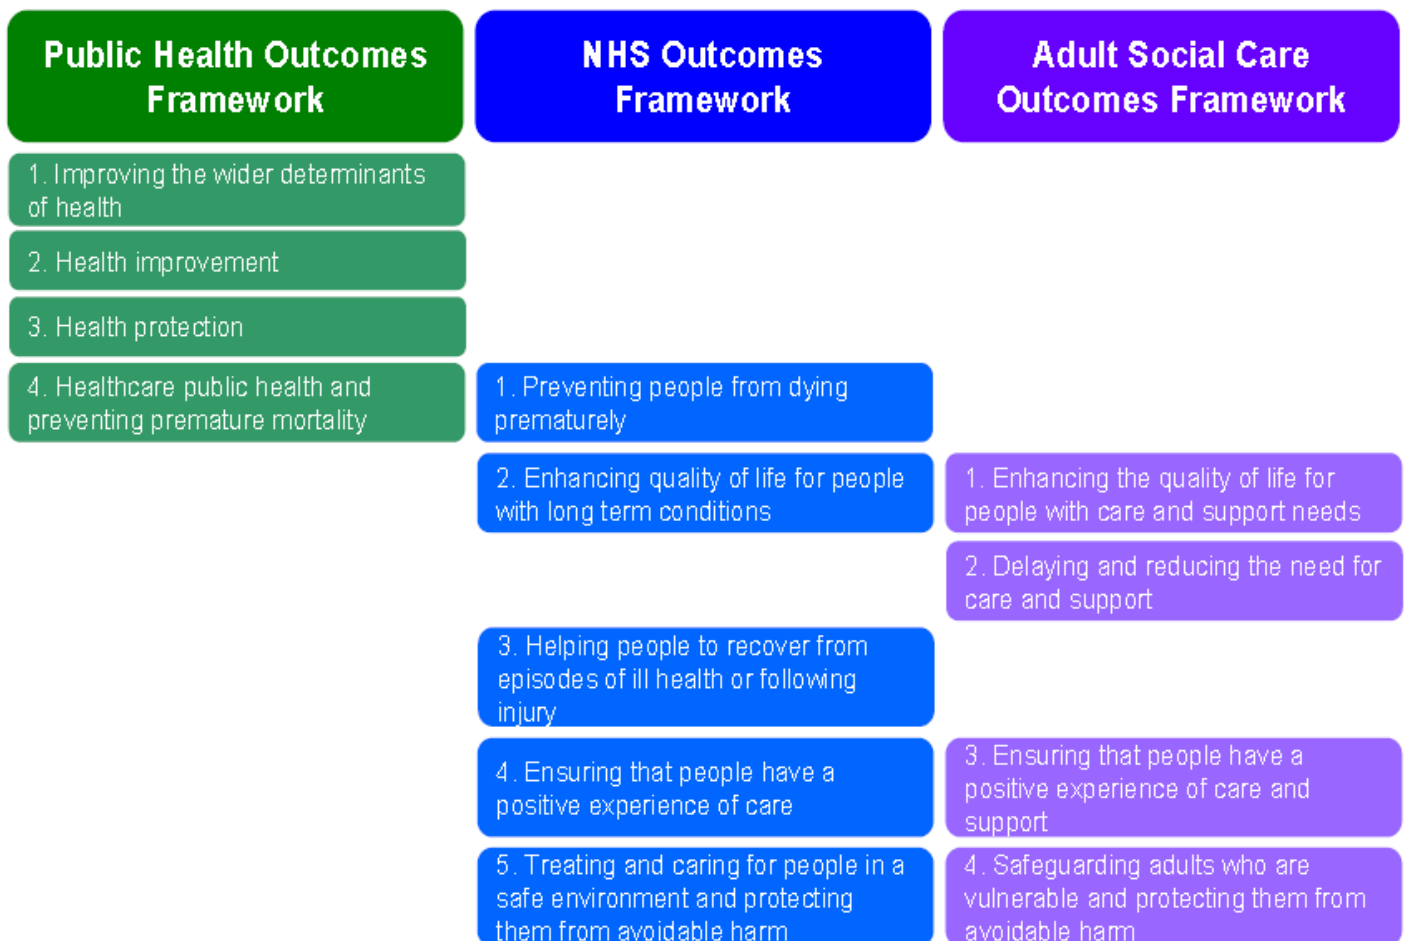 Public Health Outcomes
Framework
NHS Outcomes
Framework
Adult Social Care
Outcomes Framework
1. Improving the wider determinants
of health
2. Health improvement
3. Health protection
4. Healthcare public health and
preventing premature mortality
1. Preventing people from dying
prematurely
2. Enhancing quality of life for people
with long term conditions
1. Enhancing the quality of life for
people with care and support needs
2. Delaying and reducing the need for
care and support
3. Helping people to recover from
episodes of ill health or following
injury
4. Ensuring that people have a
positive experience of care
3. Ensuring that people have a
positive experience of care and
support
5. Treating and caring for people in a
safe environment and protecting
them from avoidable harm
4. Safeguarding adults who are
vulnerable and protecting them from
avoidable harm